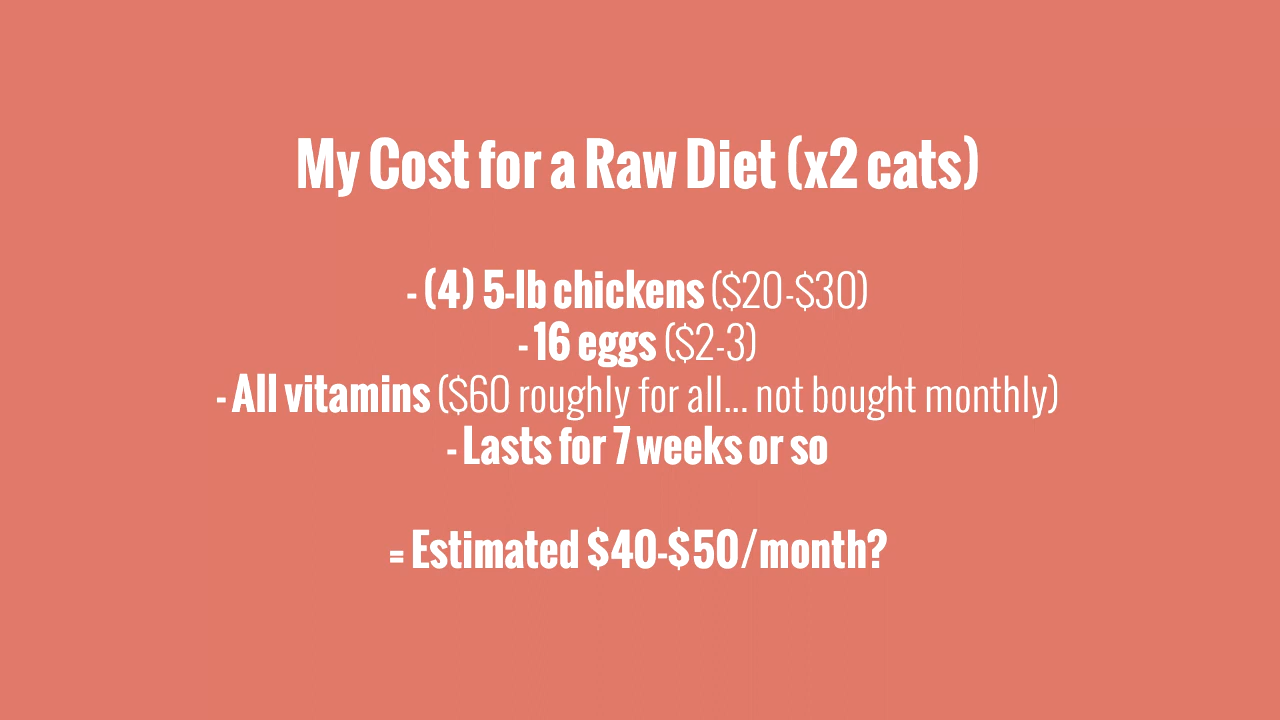 My Cost for a Raw Diet (x2 cats)
- (4) 5-lb chickens ($20-$30)
- 16 eggs ($2-3)
- All vitamins ($60 roughly for all... not bought monthly)
- Lasts for 7 weeks or so
= Estimated $40-$50/month?